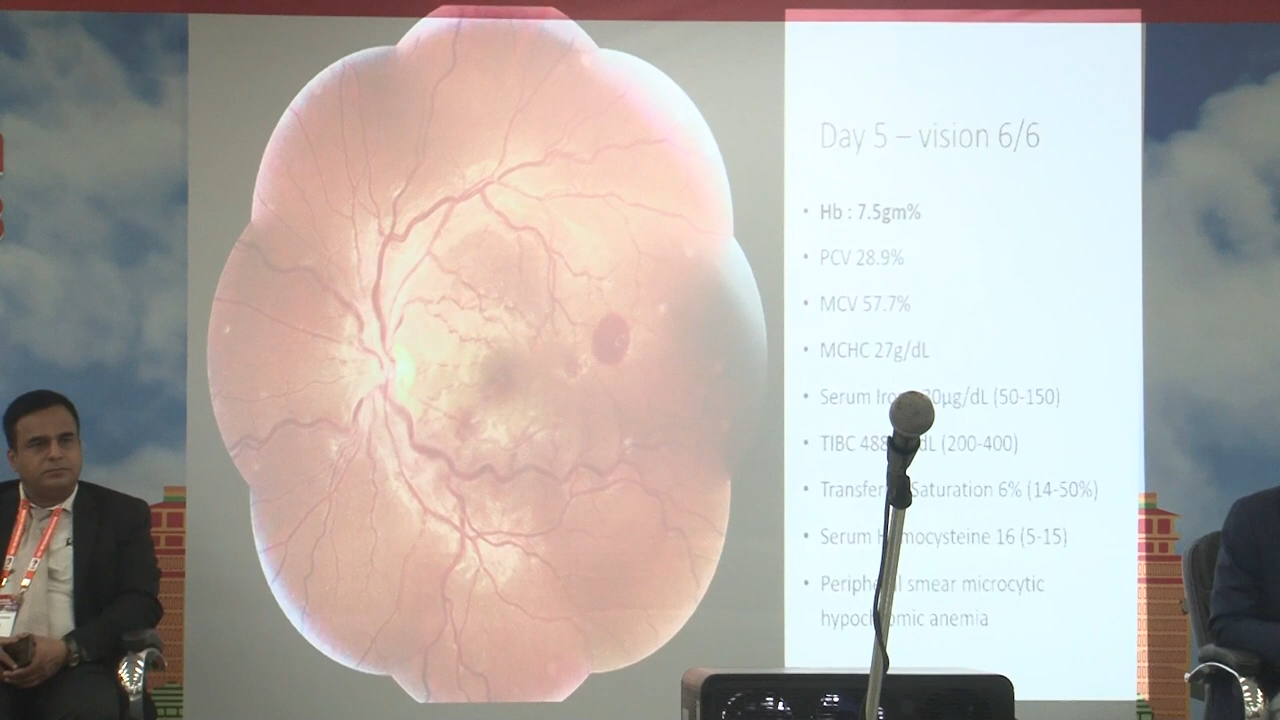 Day 5 – vision 6/6
• Hb : 7.5gm%
• PCV 28.9%
• MCV 57.7%
• MCHC 27g/dL
• Serum 20µg/dL (50-150)
• TIBC (200-400)
• Saturation 6% (14-50%)
• Serum 16 (5-15)
• smear microcytic
anemia